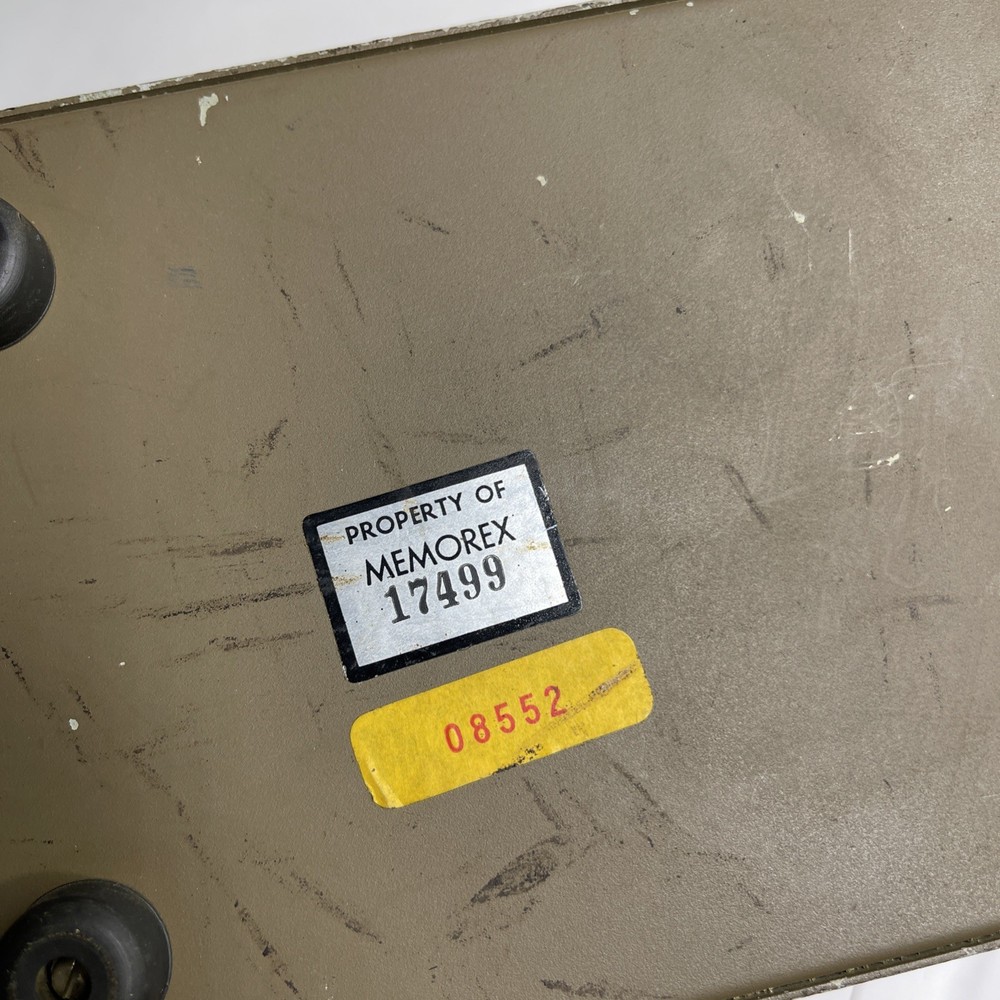 PROPERTY OF
MEMOREX
17499
08552